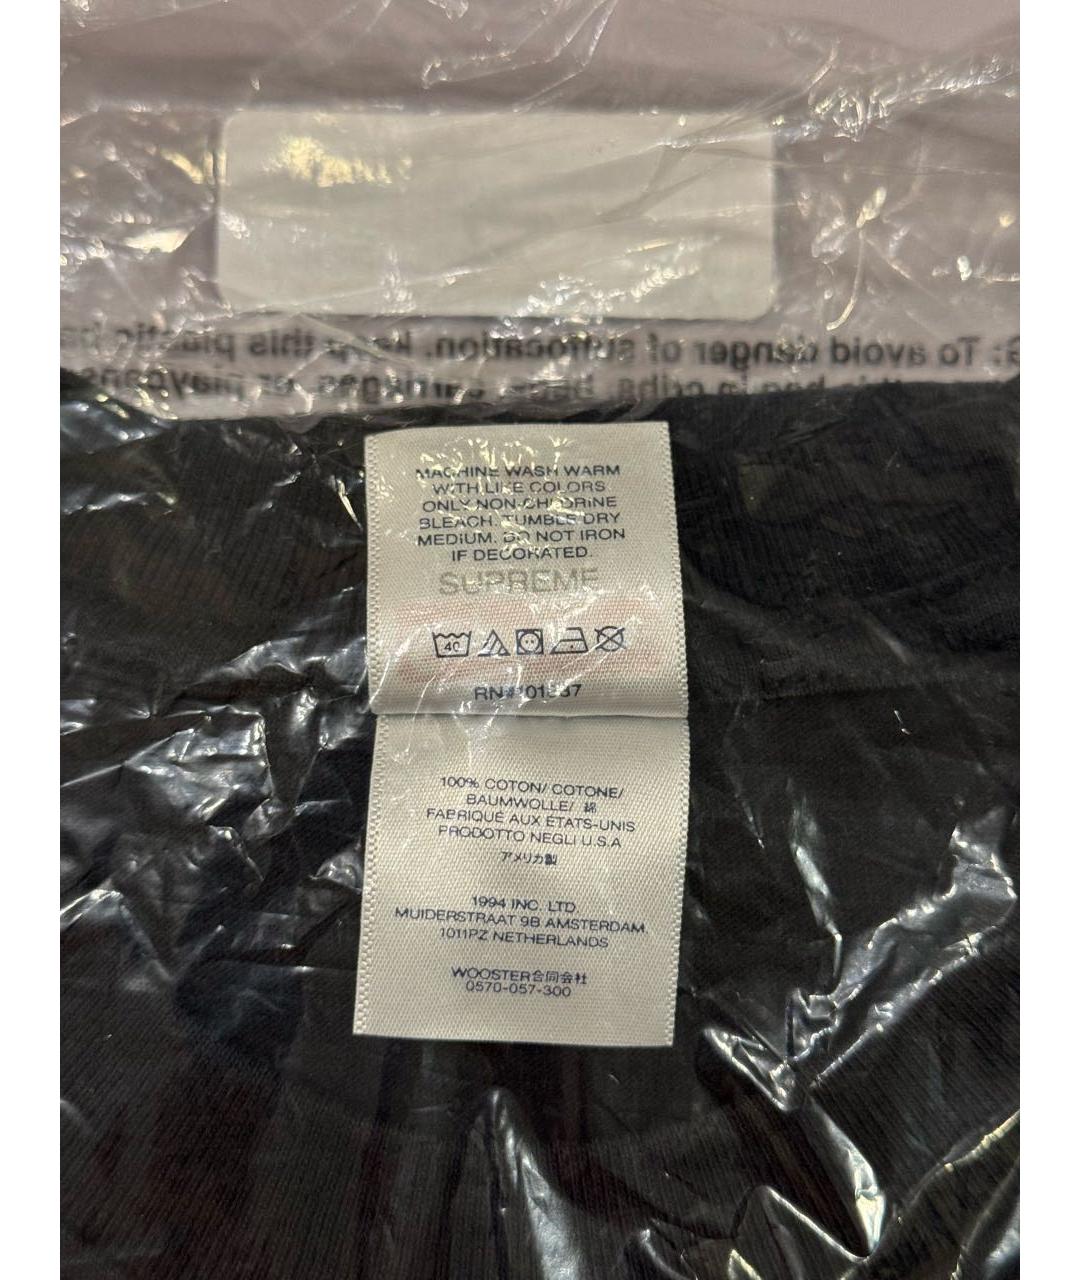 G: To avoid danger of suffocation, keep this plastic ba
MACHINE WASH WARM
WITH LIKE COLORS
ONLY NON-CHLORINE
BLEACH. TUMBLE DRY
MEDIUM. DO NOT IRON
IF DECORATED.
SUPREME
40
100% COTON/ COTONE/
BAUMWOLLE/ 綿
FABRIQUÉ AUX ÉTATS-UNIS
PRODOTTO NEGLI U.S.A
アメリカ製
1994 INC. LTD.
MUIDERSTRAAT 9B AMSTERDAM,
1011PZ NETHERLANDS
WOOSTER合同会社
0570-057-300